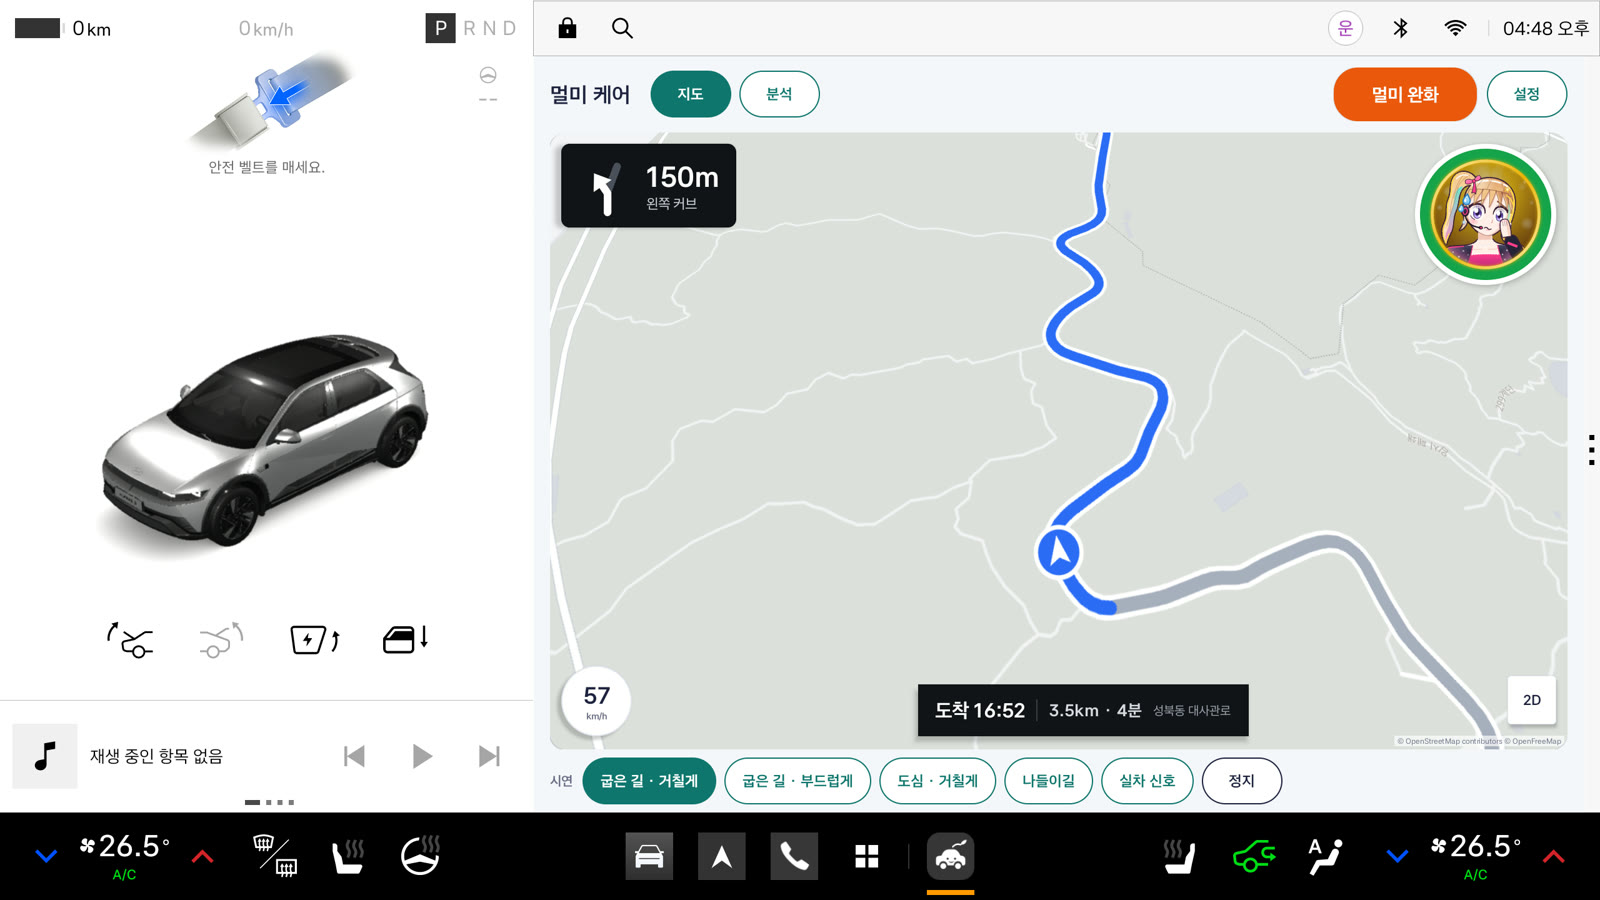 0km
0km/h
P R N D
운
04:48 오후
--
안전 벨트를 매세요.
멀미 케어
지도
분석
멀미 완화
설정
150m
왼쪽 커브
57
km/h
도착 16:52
3.5km · 4분
성북동 대사관로
2D
© OpenStreetMap contributors © OpenFreeMap
재생 중인 항목 없음
시연
굽은 길 · 거칠게
굽은 길 · 부드럽게
도심 · 거칠게
나들이길
실차 신호
정지
26.5°
A/C
A
26.5°
A/C